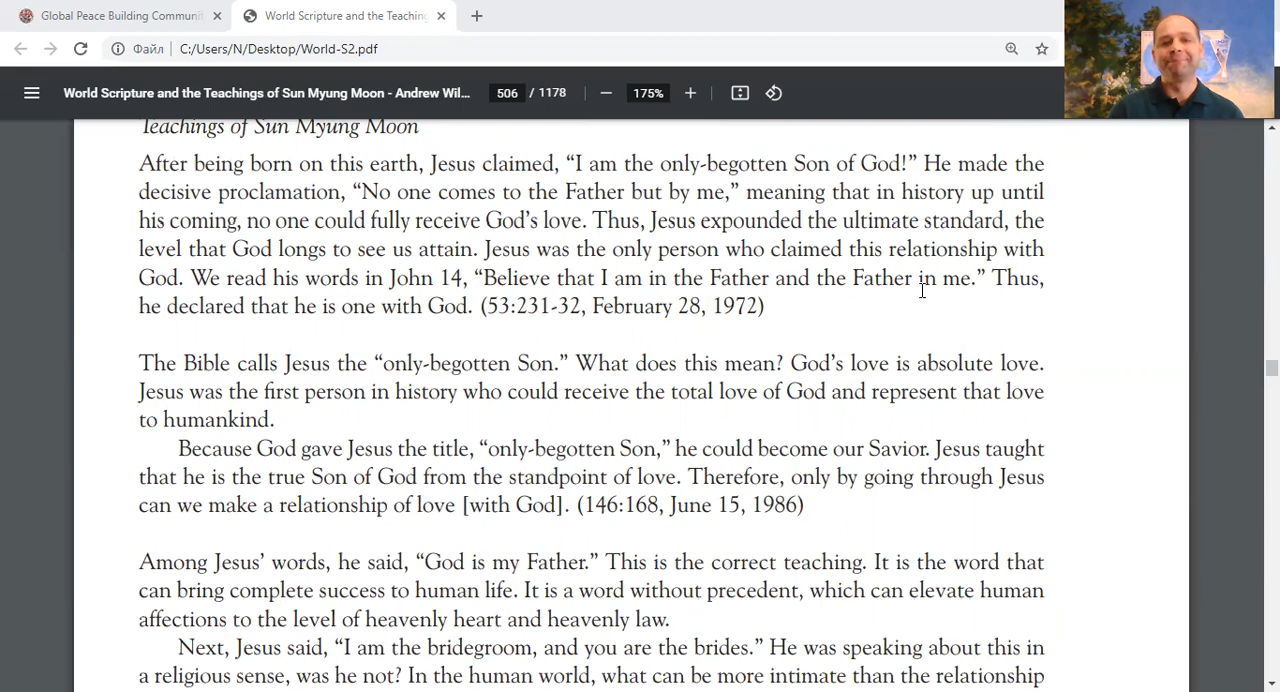 Global Peace Building Communit
World Scripture and the Teaching
Файл
C:/Users/N/Desktop/World-S2.pdf
World Scripture and the Teachings of Sun Myung Moon - Andrew Wil...
506 / 1178
175%
Teachings of Sun Myung Moon
After being born on this earth, Jesus claimed, “I am the only-begotten Son of God!” He made the
decisive proclamation, “No one comes to the Father but by me,” meaning that in history up until
his coming, no one could fully receive God’s love. Thus, Jesus expounded the ultimate standard, the
level that God longs to see us attain. Jesus was the only person who claimed this relationship with
God. We read his words in John 14, “Believe that I am in the Father and the Father in me.” Thus,
he declared that he is one with God. (53:231-32, February 28, 1972)
The Bible calls Jesus the “only-begotten Son.” What does this mean? God’s love is absolute love.
Jesus was the first person in history who could receive the total love of God and represent that love
to humankind.
Because God gave Jesus the title, “only-begotten Son,” he could become our Savior. Jesus taught
that he is the true Son of God from the standpoint of love. Therefore, only by going through Jesus
can we make a relationship of love [with God]. (146:168, June 15, 1986)
Among Jesus’ words, he said, “God is my Father.” This is the correct teaching. It is the word that
can bring complete success to human life. It is a word without precedent, which can elevate human
affections to the level of heavenly heart and heavenly law.
Next, Jesus said, “I am the bridegroom, and you are the brides.” He was speaking about this in
a religious sense, was he not? In the human world, what can be more intimate than the relationship